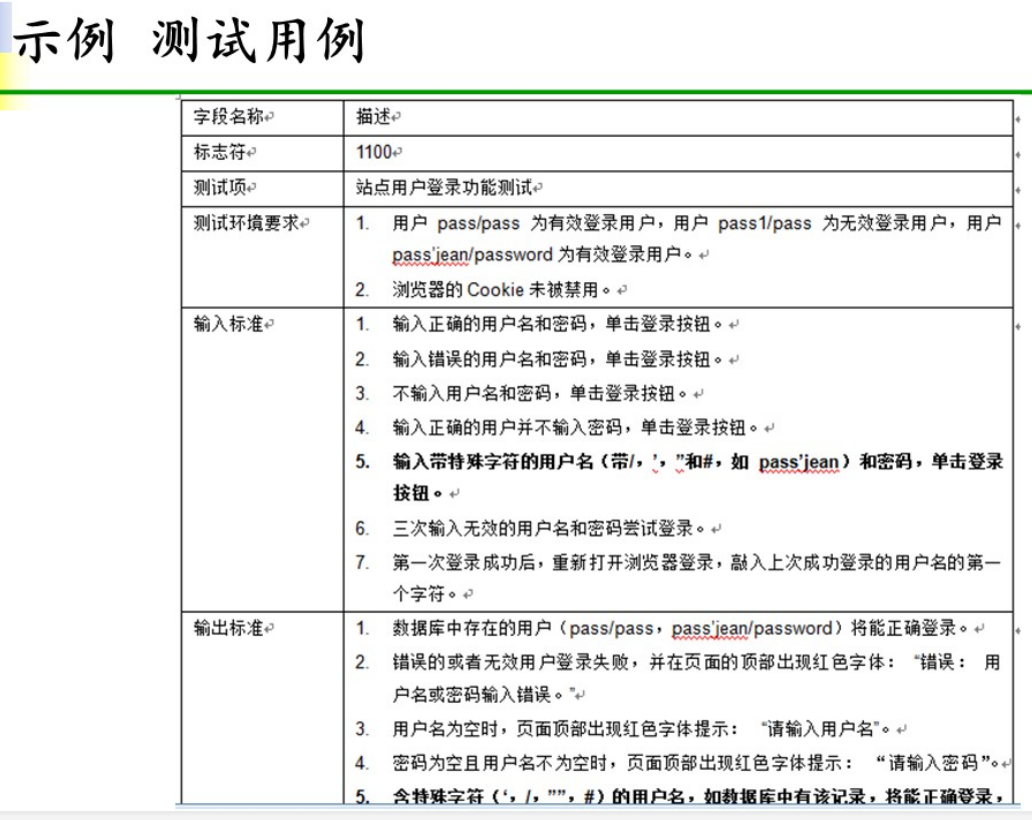 示例 测试用例
字段名称 描述
标志符 1100
测试项 站点用户登录功能测试
测试环境要求 1. 用户 pass/pass 为有效登录用户，用户 pass1/pass 为无效登录用户，用户
pass'jean/password 为有效登录用户。
2. 浏览器的 Cookie 未被禁用。
输入标准 1. 输入正确的用户名和密码，单击登录按钮。
2. 输入错误的用户名和密码，单击登录按钮。
3. 不输入用户名和密码，单击登录按钮。
4. 输入正确的用户并不输入密码，单击登录按钮。
5. 输入带特殊字符的用户名（带/，'，"和#，如 pass'jean）和密码，单击登录
按钮。
6. 三次输入无效的用户名和密码尝试登录。
7. 第一次登录成功后，重新打开浏览器登录，敲入上次成功登录的用户名的第一
个字符。
输出标准 1. 数据库中存在的用户（pass/pass，pass'jean/password）将能正确登录。
2. 错误的或者无效用户登录失败，并在页面的顶部出现红色字体：“错误：用
户名或密码输入错误。”
3. 用户名为空时，页面顶部出现红色字体提示：“请输入用户名”。
4. 密码为空且用户名不为空时，页面顶部出现红色字体提示：“请输入密码”。
5. 含特殊字符（‘，/，””，#）的用户名，如数据库中有该记录，将能正确登录，